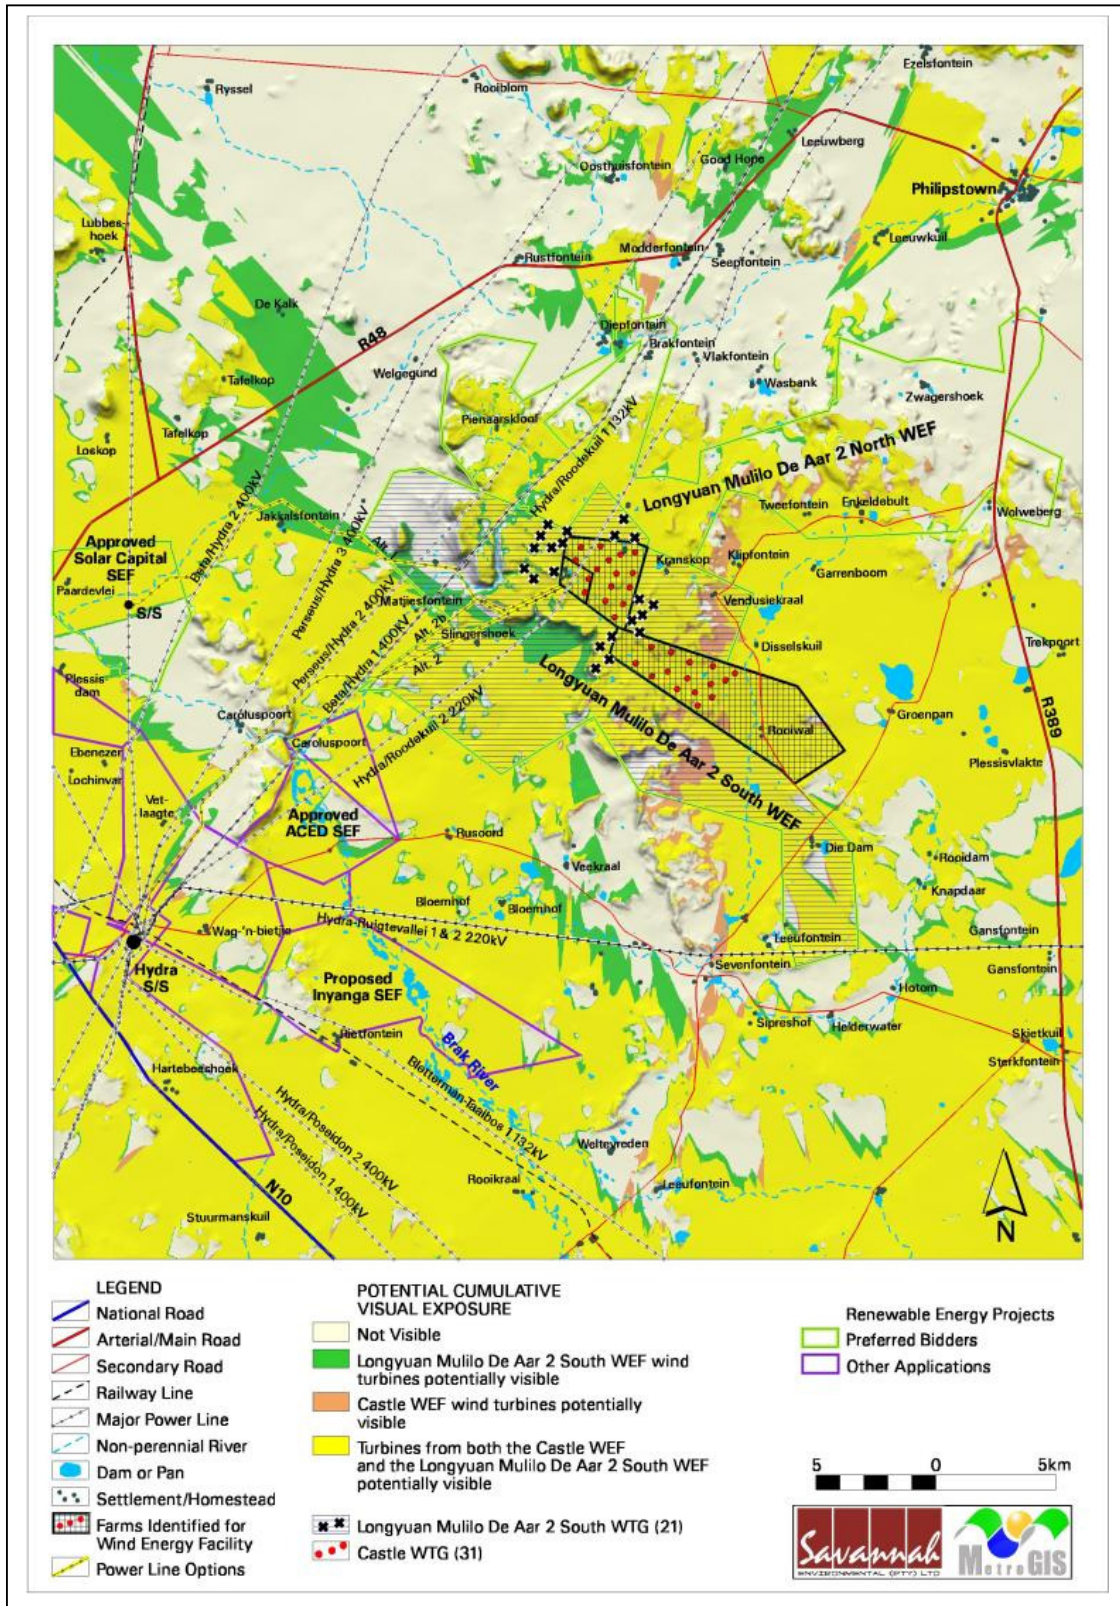 Ezelsfontein
Ryssel
Rooiblom
Leeuwberg
Oosthuisfontein
Good Hope
Philipstown
Lubbes-
hoek
Leeuwkuil
Modderfontein
Rustfontein
Seepfontein
De Kalk
R48
Diepfontein
Brakfontein
Vlakfontein
Welgegund
Tafelkop
Wasbank
Zwagershoek
Pienaarskloof
Tafelkop
Loskop
Hydra/Roodekuil 1 132kV
Longyuan Mulilo De Aar 2 North WEF
Beta/Hydra 2 400kV
Perseus/Hydra 3 400kV
Tweefontein
Enkeldebult
Wolweberg
Jakkalsfontein
Approved
Solar Capital
SEF
Alt. 1
Kranskop
Klipfontein
Garrenboom
Paardevlei
S/S
Matjiesfontein
Vendusiekraal
Perseus/Hydra 2 400kV
Alt. 2b
Slingershoek
Beta/Hydra 1 400kV
Alt. 2
Disselskuil
Trekpoort
Plessis-
dam
Longyuan Mulilo De Aar 2 South WEF
Hydra/Roodekuil 2 220kV
Caroluspoort
Caroluspoort
Groenpan
R389
Rooiwal
Ebenezer
Lochinvar
Plessisvlakte
Vet-
laagte
Approved
ACED SEF
Rusoord
Die Dam
Rooidam
Veekraal
Knapdaar
Bloemhof
Bloemhof
Hydra-Ruigtevallei 1 & 2 220kV
Wag-'n-bietjie
Leeufontein
Gansfontein
Gansfontein
Hydra
S/S
Proposed
Inyanga SEF
Sevenfontein
Hotom
Sipreshof
Helderwater
Rietfontein
Skietkuil
Sterkfontein
Brak River
Hartebeeshoek
Bletterman-Taaibos 1 132kV
Hydra/Poseidon 2 400kV
Hydra/Poseidon 1 400kV
Weltevreden
Rooikraal
Leeufontein
N10
Stuurmanskuil
N
LEGEND
National Road
Arterial/Main Road
Secondary Road
Railway Line
Major Power Line
Non-perennial River
Dam or Pan
Settlement/Homestead
Farms Identified for
Wind Energy Facility
Power Line Options
POTENTIAL CUMULATIVE
VISUAL EXPOSURE
Not Visible
Longyuan Mulilo De Aar 2 South WEF wind
turbines potentially visible
Castle WEF wind turbines potentially
visible
Turbines from both the Castle WEF
and the Longyuan Mulilo De Aar 2 South WEF
potentially visible
Longyuan Mulilo De Aar 2 South WTG (21)
Castle WTG (31)
Renewable Energy Projects
Preferred Bidders
Other Applications
5 0 5km
Savannah
ENVIRONMENTAL (PTY) LTD
MetroGIS